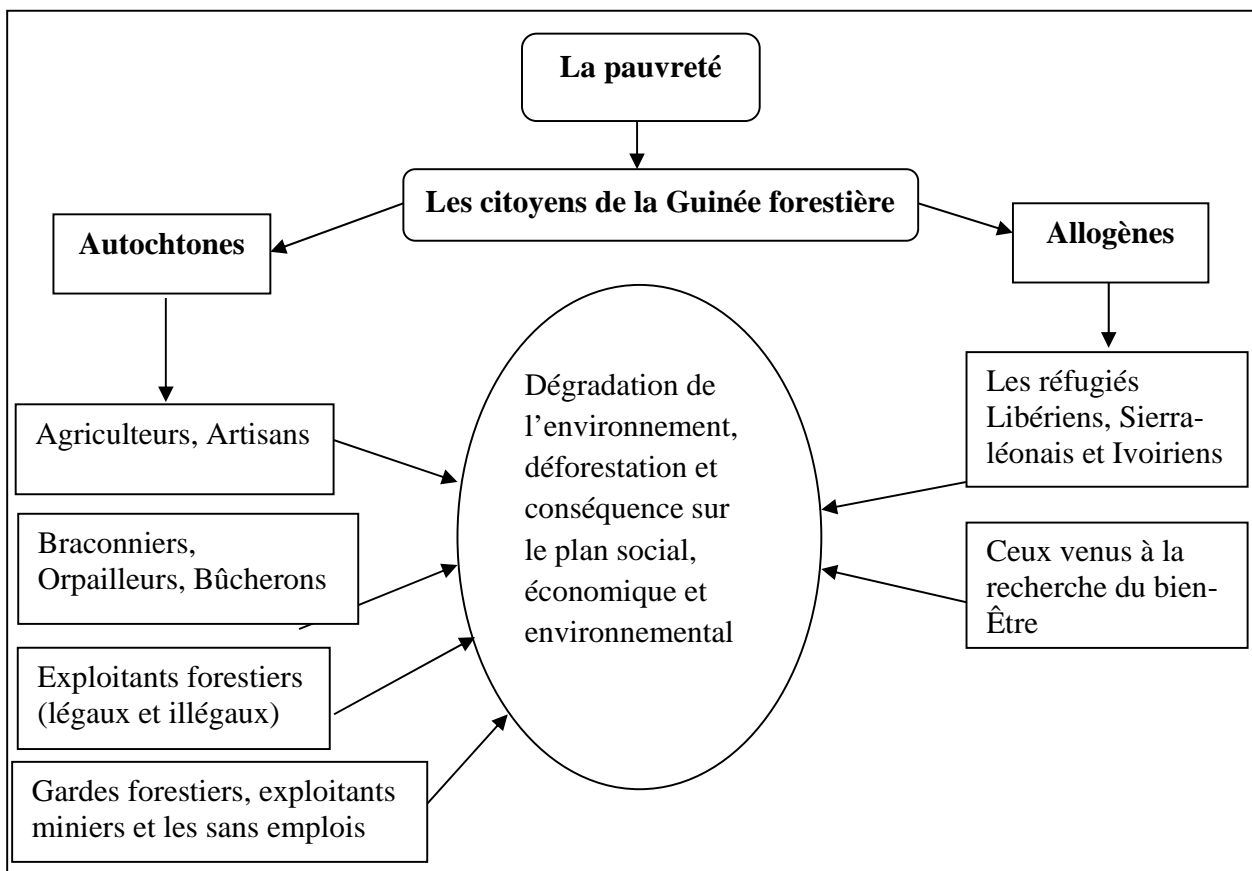 La pauvreté
Les citoyens de la Guinée forestière
Autochtones
Allogènes
Agriculteurs, Artisans
Braconniers,
Orpailleurs, Bûcherons
Exploitants forestiers
(légaux et illégaux)
Gardes forestiers, exploitants
miniers et les sans emplois
Dégradation de
l’environnement,
déforestation et
conséquence sur
le plan social,
économique et
environnemental
Les réfugiés
Libériens, Sierra-
léonais et Ivoiriens
Ceux venus à la
recherche du bien-
Être